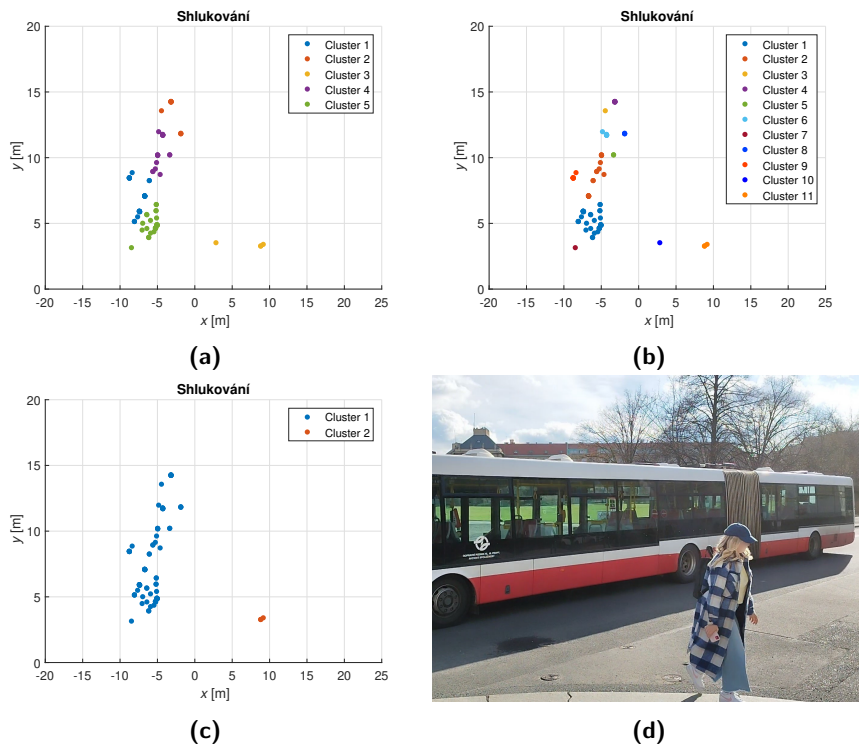 Shlukování
20
15
10
5
0
y [m]
-20 -15 -10 -5 0 5 10 15 20 25
x [m]
Cluster 1
Cluster 2
Cluster 3
Cluster 4
Cluster 5
(a)
Shlukování
20
15
10
5
0
y [m]
-20 -15 -10 -5 0 5 10 15 20 25
x [m]
Cluster 1
Cluster 2
Cluster 3
Cluster 4
Cluster 5
Cluster 6
Cluster 7
Cluster 8
Cluster 9
Cluster 10
Cluster 11
(b)
Shlukování
20
15
10
5
0
y [m]
-20 -15 -10 -5 0 5 10 15 20 25
x [m]
Cluster 1
Cluster 2
(c)
(d)